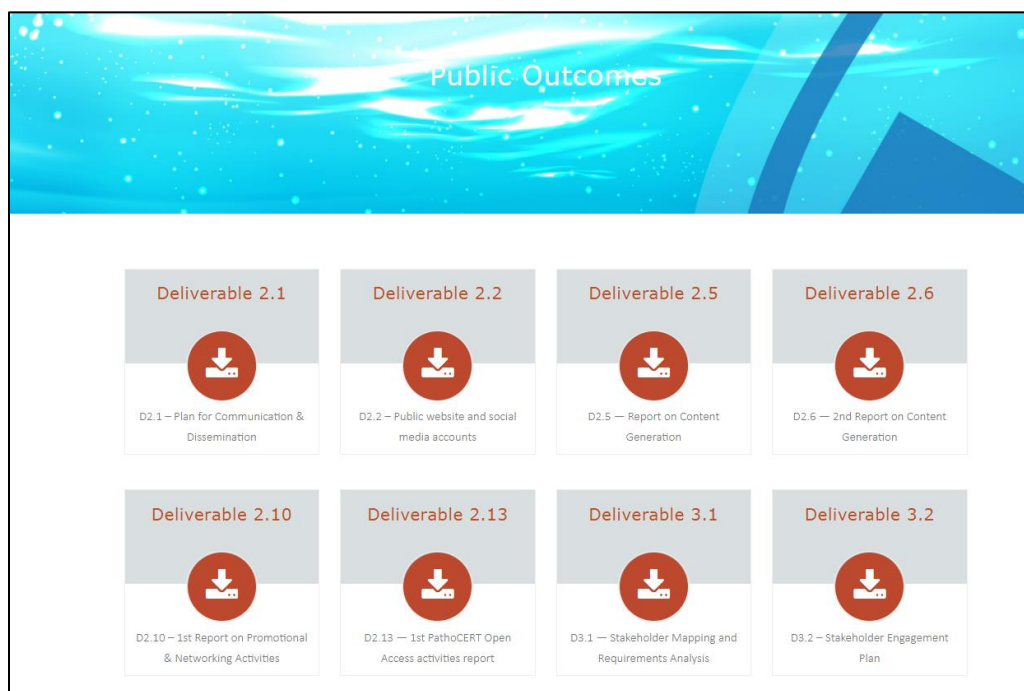 Public Outcomes
Deliverable 2.1
D2.1 – Plan for Communication &
Dissemination
Deliverable 2.2
D2.2 – Public website and social
media accounts
Deliverable 2.5
D2.5 — Report on Content
Generation
Deliverable 2.6
D2.6 — 2nd Report on Content
Generation
Deliverable 2.10
D2.10 – 1st Report on Promotional
& Networking Activities
Deliverable 2.13
D2.13 — 1st PathoCERT Open
Access activities report
Deliverable 3.1
D3.1 — Stakeholder Mapping and
Requirements Analysis
Deliverable 3.2
D3.2 – Stakeholder Engagement
Plan